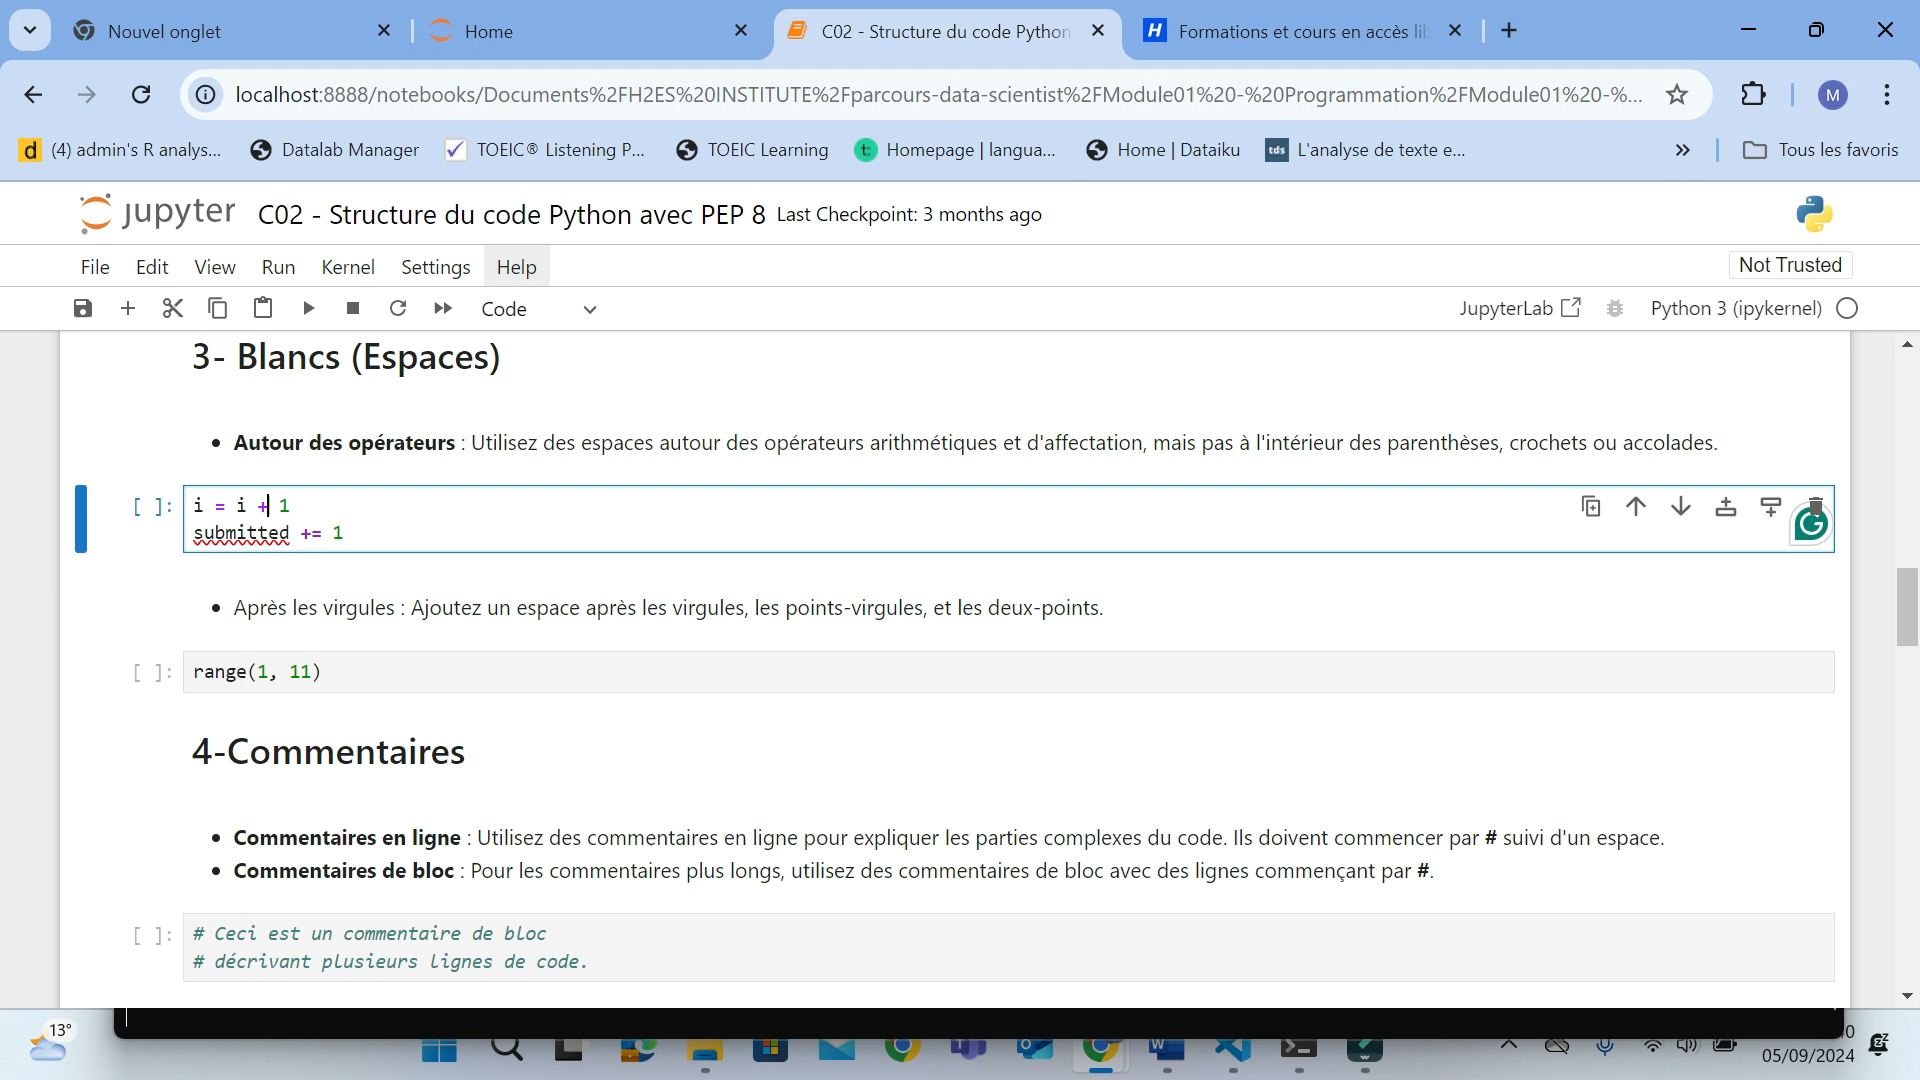 Nouvel onglet
Home
C02 - Structure du code Python
Formations et cours en accès lib
localhost:8888/notebooks/Documents%2FH2ES%20INSTITUTE%2Fparcours-data-scientist%2FModule01%20-%20Programmation%2FModule01%20-%...
M
(4) admin's R analys...
Datalab Manager
TOEIC® Listening P...
TOEIC Learning
Homepage | langua...
Home | Dataiku
L'analyse de texte e...
Tous les favoris
jupyter
C02 - Structure du code Python avec PEP 8
Last Checkpoint: 3 months ago
File Edit View Run Kernel Settings Help
Not Trusted
Code
JupyterLab
Python 3 (ipykernel)
3- Blancs (Espaces)
• Autour des opérateurs : Utilisez des espaces autour des opérateurs arithmétiques et d'affectation, mais pas à l'intérieur des parenthèses, crochets ou accolades.
[ ]: i = i + 1
submitted += 1
• Après les virgules : Ajoutez un espace après les virgules, les points-virgules, et les deux-points.
[ ]: range(1, 11)
4-Commentaires
• Commentaires en ligne : Utilisez des commentaires en ligne pour expliquer les parties complexes du code. Ils doivent commencer par # suivi d'un espace.
• Commentaires de bloc : Pour les commentaires plus longs, utilisez des commentaires de bloc avec des lignes commençant par #.
[ ]: # Ceci est un commentaire de bloc
# décrivant plusieurs lignes de code.
13°
05/09/2024